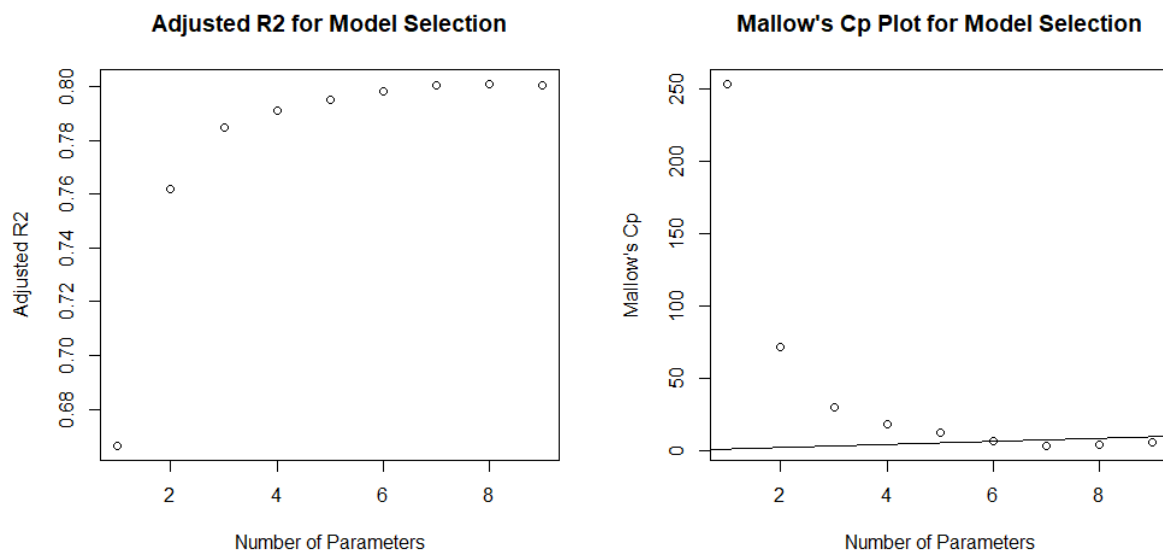 Adjusted R2 for Model Selection
Adjusted R2
0.80
0.78
0.76
0.74
0.72
0.70
0.68
2 4 6 8
Number of Parameters
Mallow's Cp Plot for Model Selection
Mallow's Cp
250
200
150
100
50
0
2 4 6 8
Number of Parameters